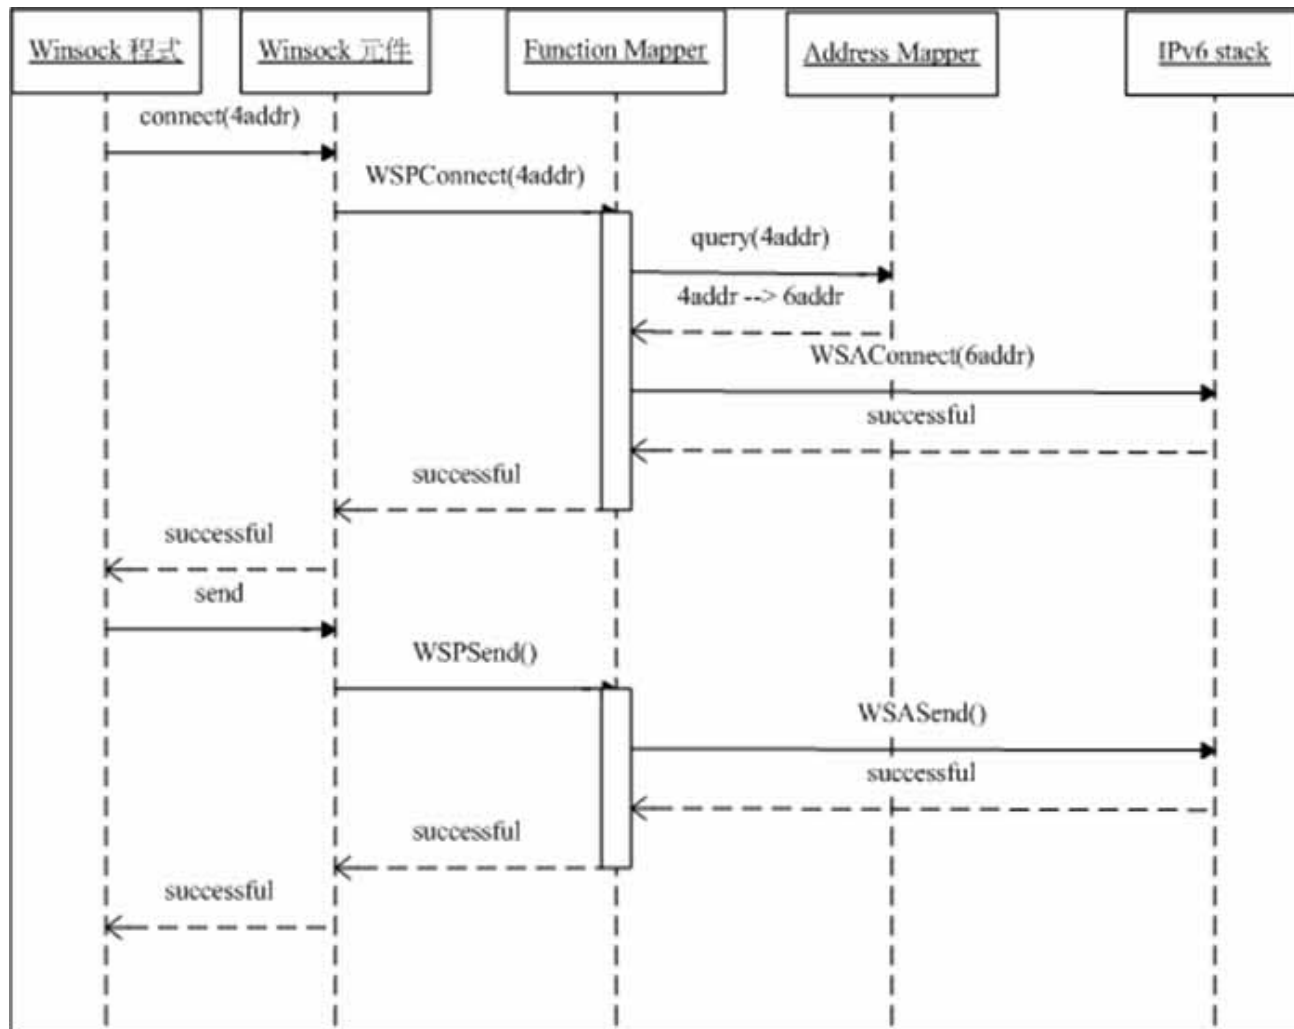 Winsock 程式
Winsock 元件
Function Mapper
Address Mapper
IPv6 stack
connect(4addr)
WSPConnect(4addr)
query(4addr)
4addr --> 6addr
WSAConnect(6addr)
successful
successful
successful
send
WSPSend()
WSASend()
successful
successful
successful